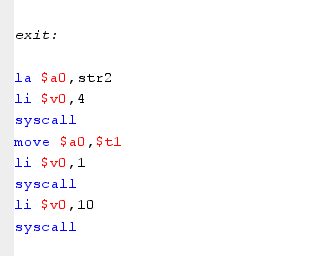 exit:
la $a0,str2
li $v0,4
syscall
move $a0,$t1
li $v0,1
syscall
li $v0,10
syscall